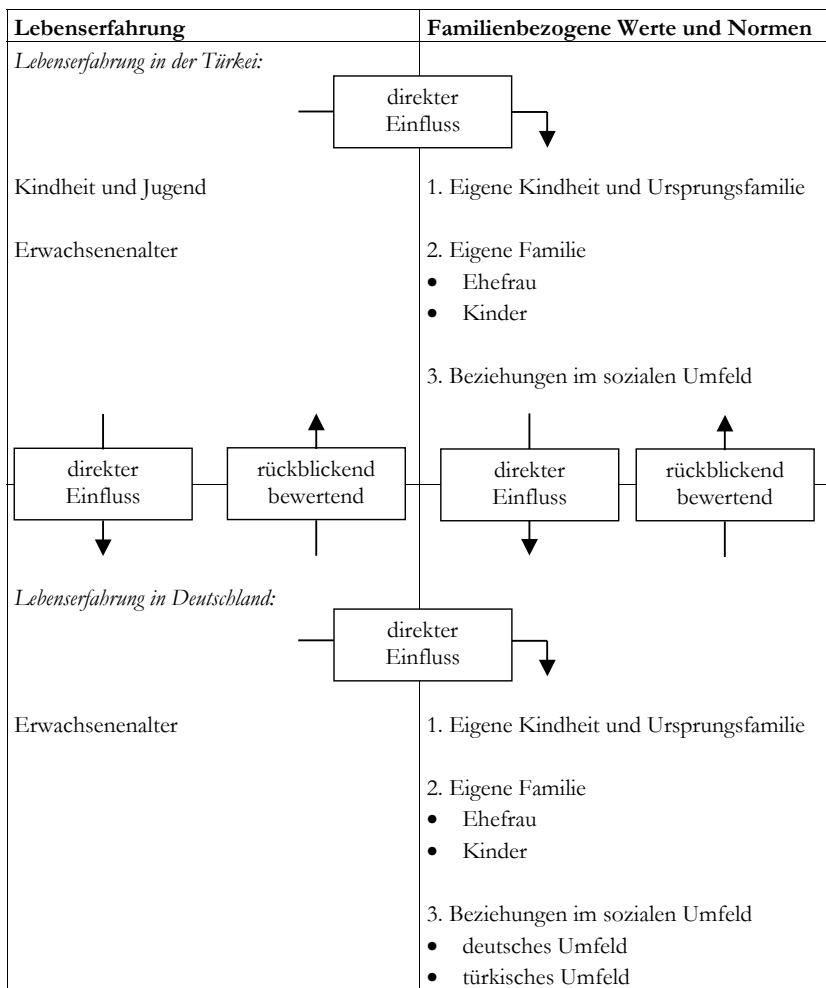 Lebenserfahrung
Familienbezogene Werte und Normen
Lebenserfahrung in der Türkei:
direkter
Einfluss
Kindheit und Jugend
1. Eigene Kindheit und Ursprungsfamilie
Erwachsenenalter
2. Eigene Familie
• Ehefrau
• Kinder
3. Beziehungen im sozialen Umfeld
direkter
Einfluss
rückblickend
bewertend
direkter
Einfluss
rückblickend
bewertend
Lebenserfahrung in Deutschland:
direkter
Einfluss
Erwachsenenalter
1. Eigene Kindheit und Ursprungsfamilie
2. Eigene Familie
• Ehefrau
• Kinder
3. Beziehungen im sozialen Umfeld
• deutsches Umfeld
• türkisches Umfeld